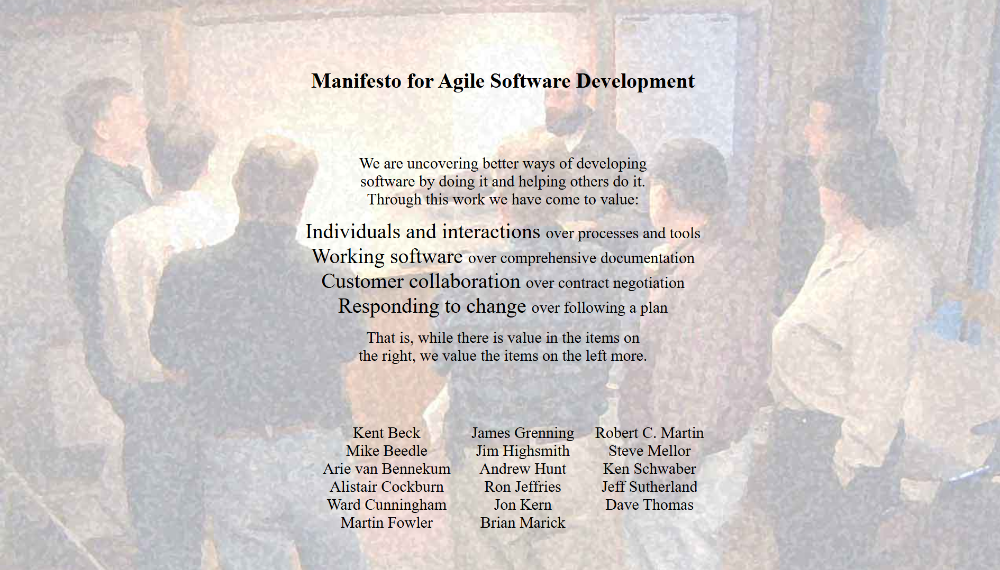 Manifesto for Agile Software Development
We are uncovering better ways of developing
software by doing it and helping others do it.
Through this work we have come to value:
Individuals and interactions over processes and tools
Working software over comprehensive documentation
Customer collaboration over contract negotiation
Responding to change over following a plan
That is, while there is value in the items on
the right, we value the items on the left more.
Kent Beck
Mike Beedle
Arie van Bennekum
Alistair Cockburn
Ward Cunningham
Martin Fowler
James Grenning
Jim Highsmith
Andrew Hunt
Ron Jeffries
Jon Kern
Brian Marick
Robert C. Martin
Steve Mellor
Ken Schwaber
Jeff Sutherland
Dave Thomas